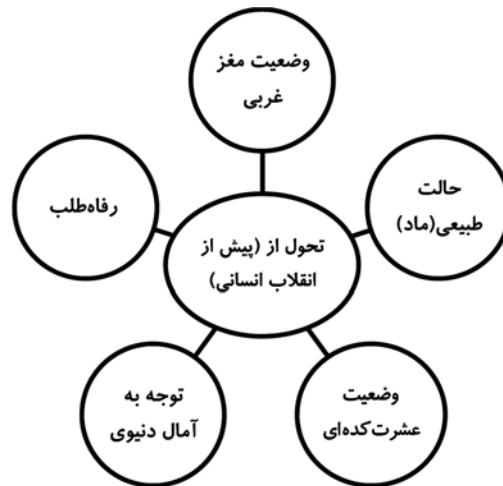 وضعیت مغز
غربی
حالت
طبیعی(ماد)
رفاه‌طلب
تحول از (پیش از
انقلاب انسانی)
توجه به
آمال دنیوی
وضعیت
عشرت‌کده‌ای